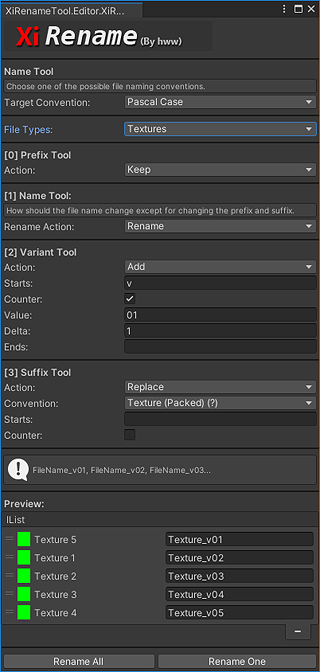 XiRenameTool.Editor.XiR...
Xi Rename (By hww)
Name Tool
Choose one of the possible file naming conventions.
Target Convention: Pascal Case
File Types: Textures
[0] Prefix Tool
Action: Keep
[1] Name Tool:
How should the file name change except for changing the prefix and suffix.
Rename Action: Rename
[2] Variant Tool
Action: Add
Starts: v
Counter:
Value: 01
Delta: 1
Ends:
[3] Suffix Tool
Action: Replace
Convention: Texture (Packed) (?)
Starts:
Counter:
FileName_v01, FileName_v02, FileName_v03...
Preview:
IList
Texture 5 Texture_v01
Texture 1 Texture_v02
Texture 2 Texture_v03
Texture 3 Texture_v04
Texture 4 Texture_v05
Rename All Rename One